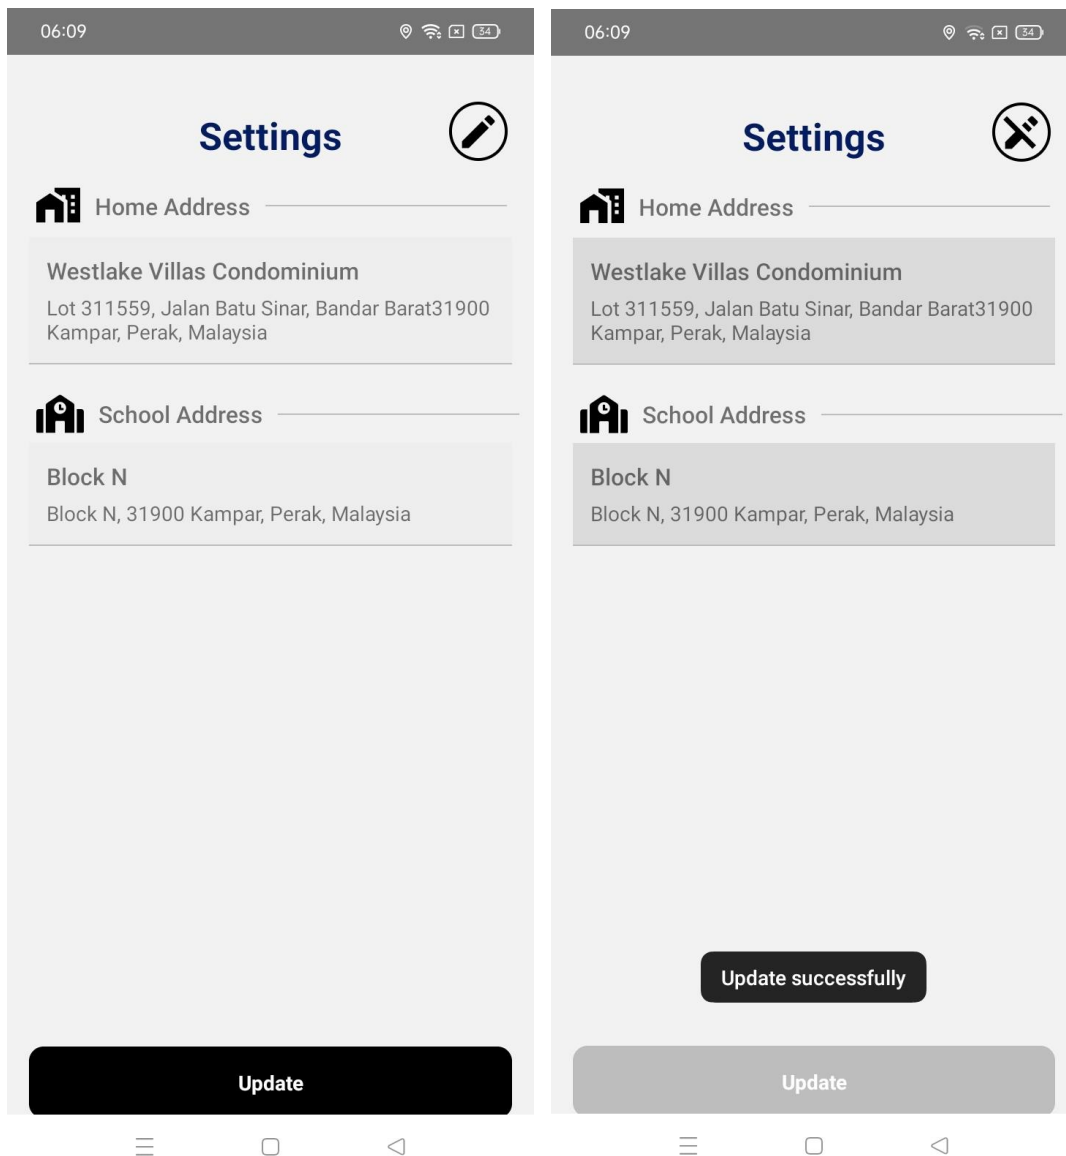 06:09
34
Settings
Home Address
Westlake Villas Condominium
Lot 311559, Jalan Batu Sinar, Bandar Barat31900
Kampar, Perak, Malaysia
School Address
Block N
Block N, 31900 Kampar, Perak, Malaysia
Update
06:09
34
Settings
Home Address
Westlake Villas Condominium
Lot 311559, Jalan Batu Sinar, Bandar Barat31900
Kampar, Perak, Malaysia
School Address
Block N
Block N, 31900 Kampar, Perak, Malaysia
Update successfully
Update